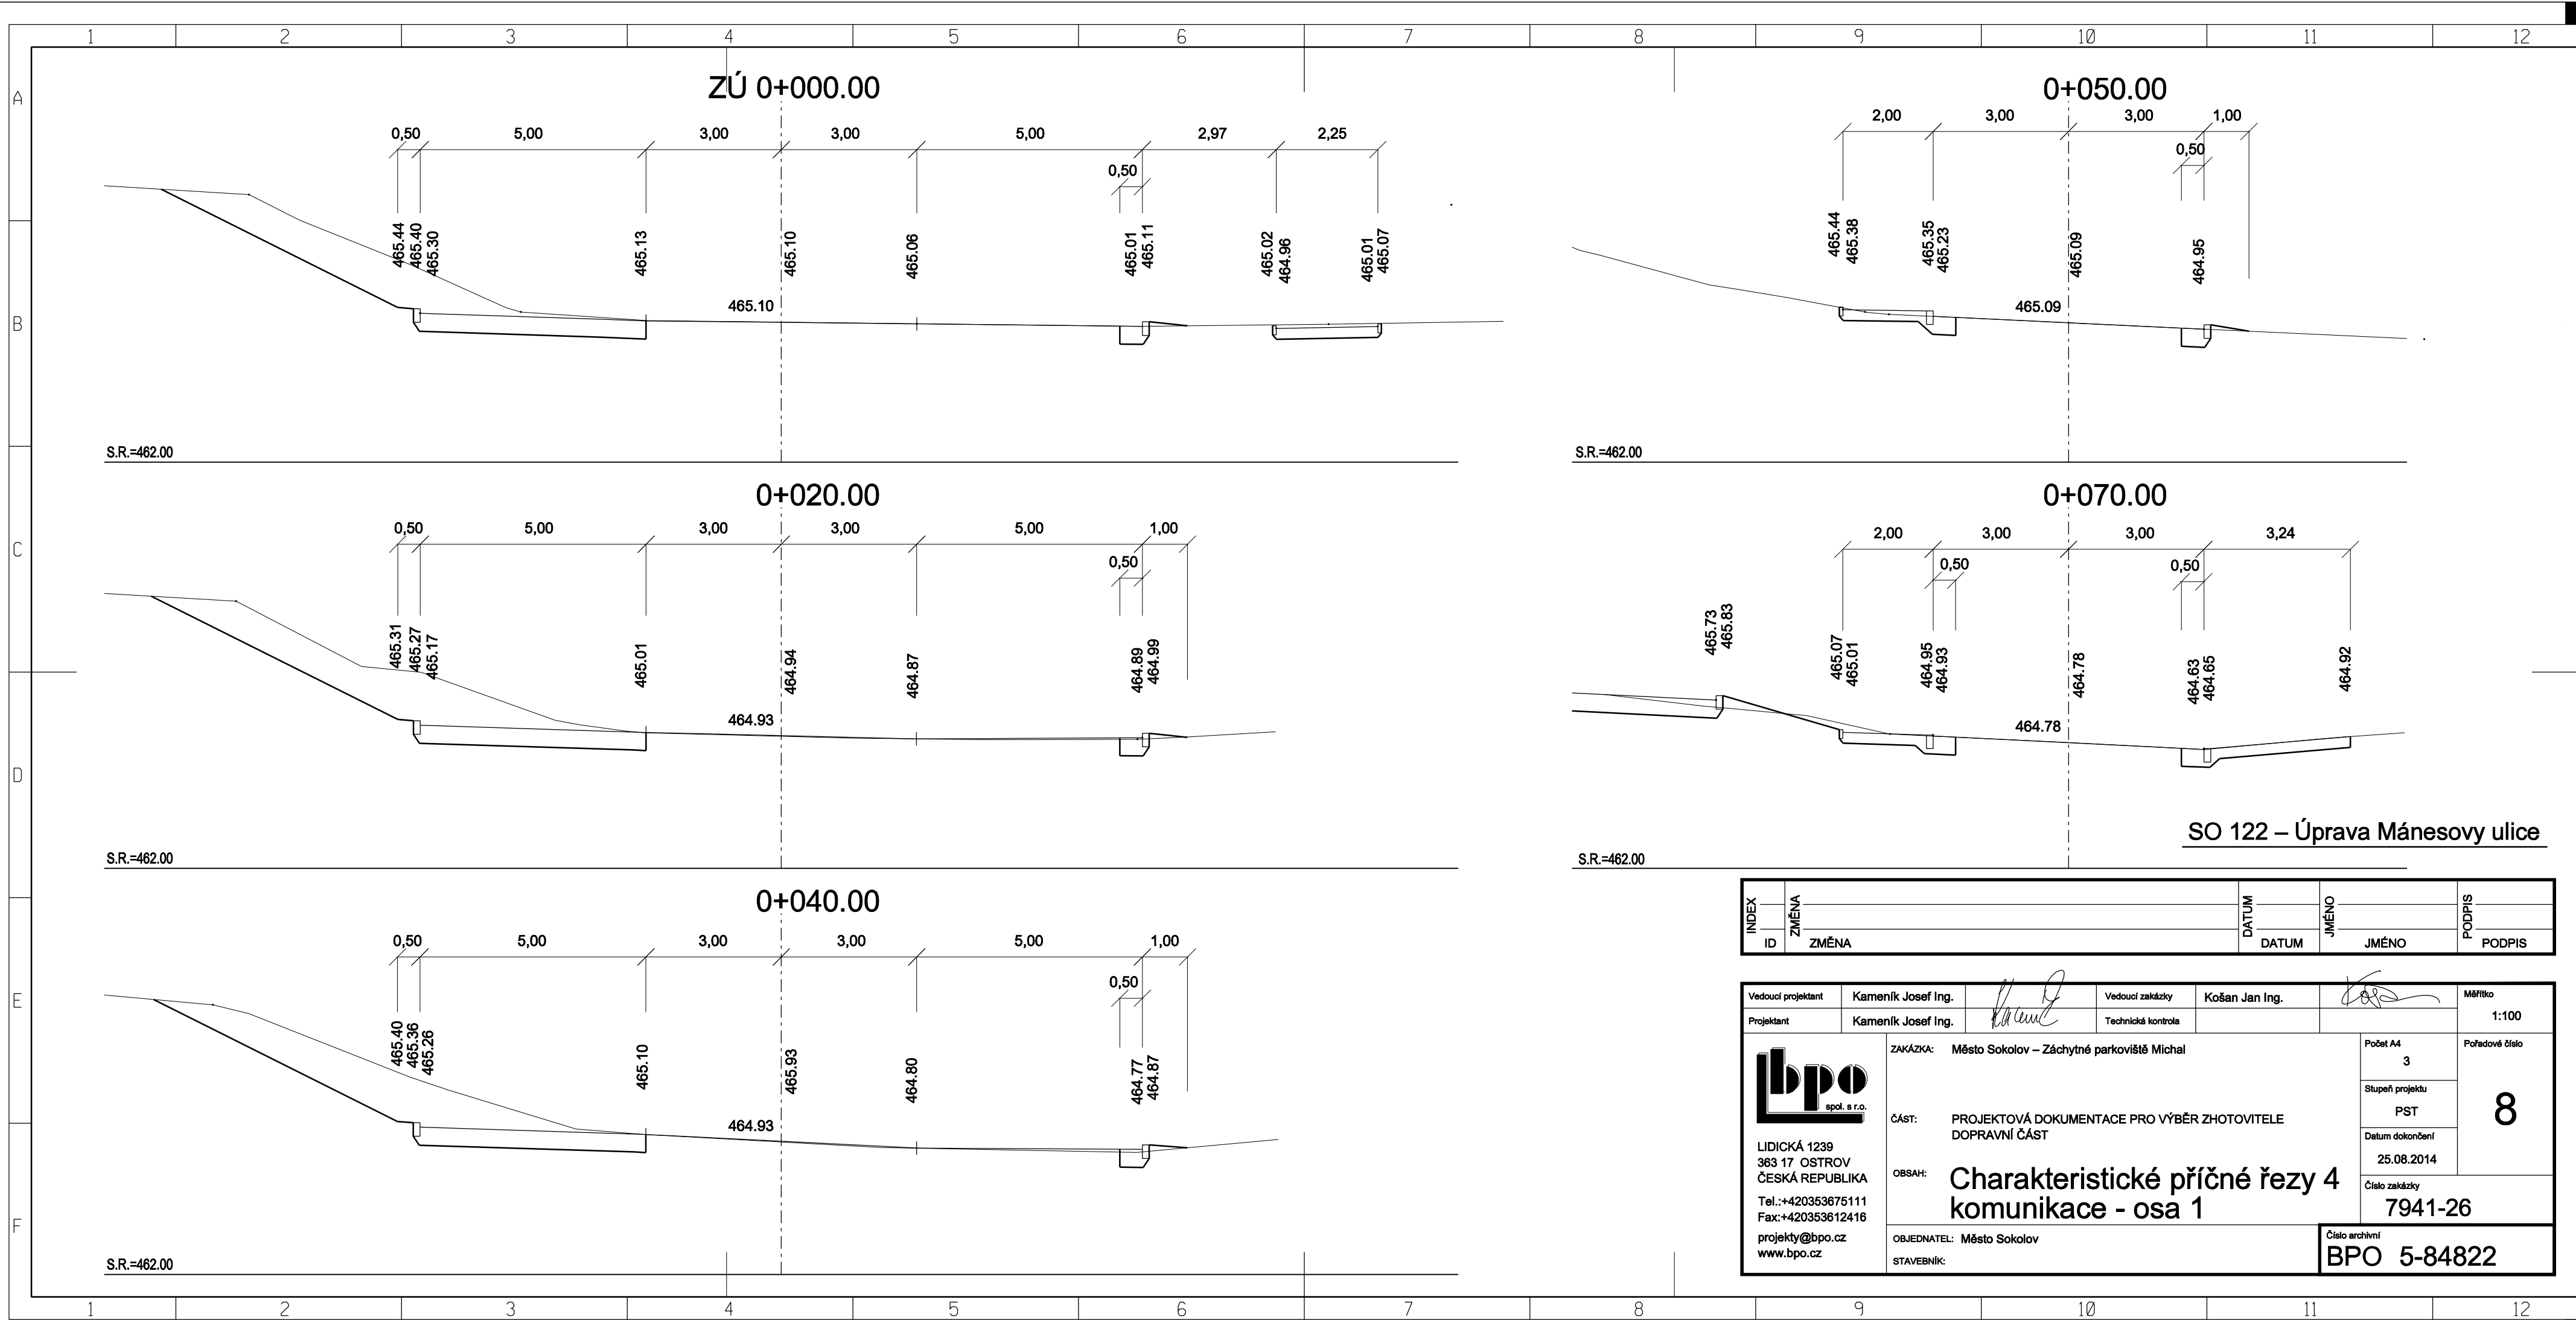 1 2 3 4 5 6 7 8 9 10 11 12
A
B
C
D
E
F
ZÚ 0+000.00
0,50 5,00 3,00 3,00 5,00 2,97 2,25
0,50
465.44 465.40 465.30 465.13 465.10 465.06 465.01 465.11 465.02 464.96 465.01 465.07
465.10
S.R.=462.00
0+020.00
0,50 5,00 3,00 3,00 5,00 1,00
0,50
465.31 465.27 465.17 465.01 464.94 464.87 464.89 464.99
464.93
S.R.=462.00
0+040.00
0,50 5,00 3,00 3,00 5,00 1,00
0,50
465.40 465.36 465.26 465.10 465.93 464.80 464.77 464.87
464.93
S.R.=462.00
0+050.00
2,00 3,00 3,00 1,00
0,50
465.44 465.38 465.35 465.23 465.09 464.95
465.09
S.R.=462.00
0+070.00
2,00 3,00 3,00 3,24
0,50 0,50
465.73 465.83 465.07 465.01 464.95 464.93 464.78 464.63 464.65 464.92
464.78
S.R.=462.00
SO 122 – Úprava Mánesovy ulice
INDEX ZMĚNA DATUM JMÉNO PODPIS
ID ZMĚNA DATUM JMÉNO PODPIS
Vedoucí projektant Kameník Josef Ing. Vedoucí zakázky Košan Jan Ing. Měřítko
Projektant Kameník Josef Ing. Technická kontrola 1:100
bpo
spol. s r.o.
LIDICKÁ 1239
363 17 OSTROV
ČESKÁ REPUBLIKA
Tel.:+420353675111
Fax:+420353612416
projekty@bpo.cz
www.bpo.cz
ZAKÁZKA: Město Sokolov – Záchytné parkoviště Michal
ČÁST: PROJEKTOVÁ DOKUMENTACE PRO VÝBĚR ZHOTOVITELE
DOPRAVNÍ ČÁST
OBSAH: Charakteristické příčné řezy 4
komunikace - osa 1
OBJEDNATEL: Město Sokolov
STAVEBNÍK:
Počet A4
3
Stupeň projektu
PST
Datum dokončení
25.08.2014
Pořadové číslo
8
Číslo zakázky
7941-26
Číslo archivní
BPO 5-84822
1 2 3 4 5 6 7 8 9 10 11 12